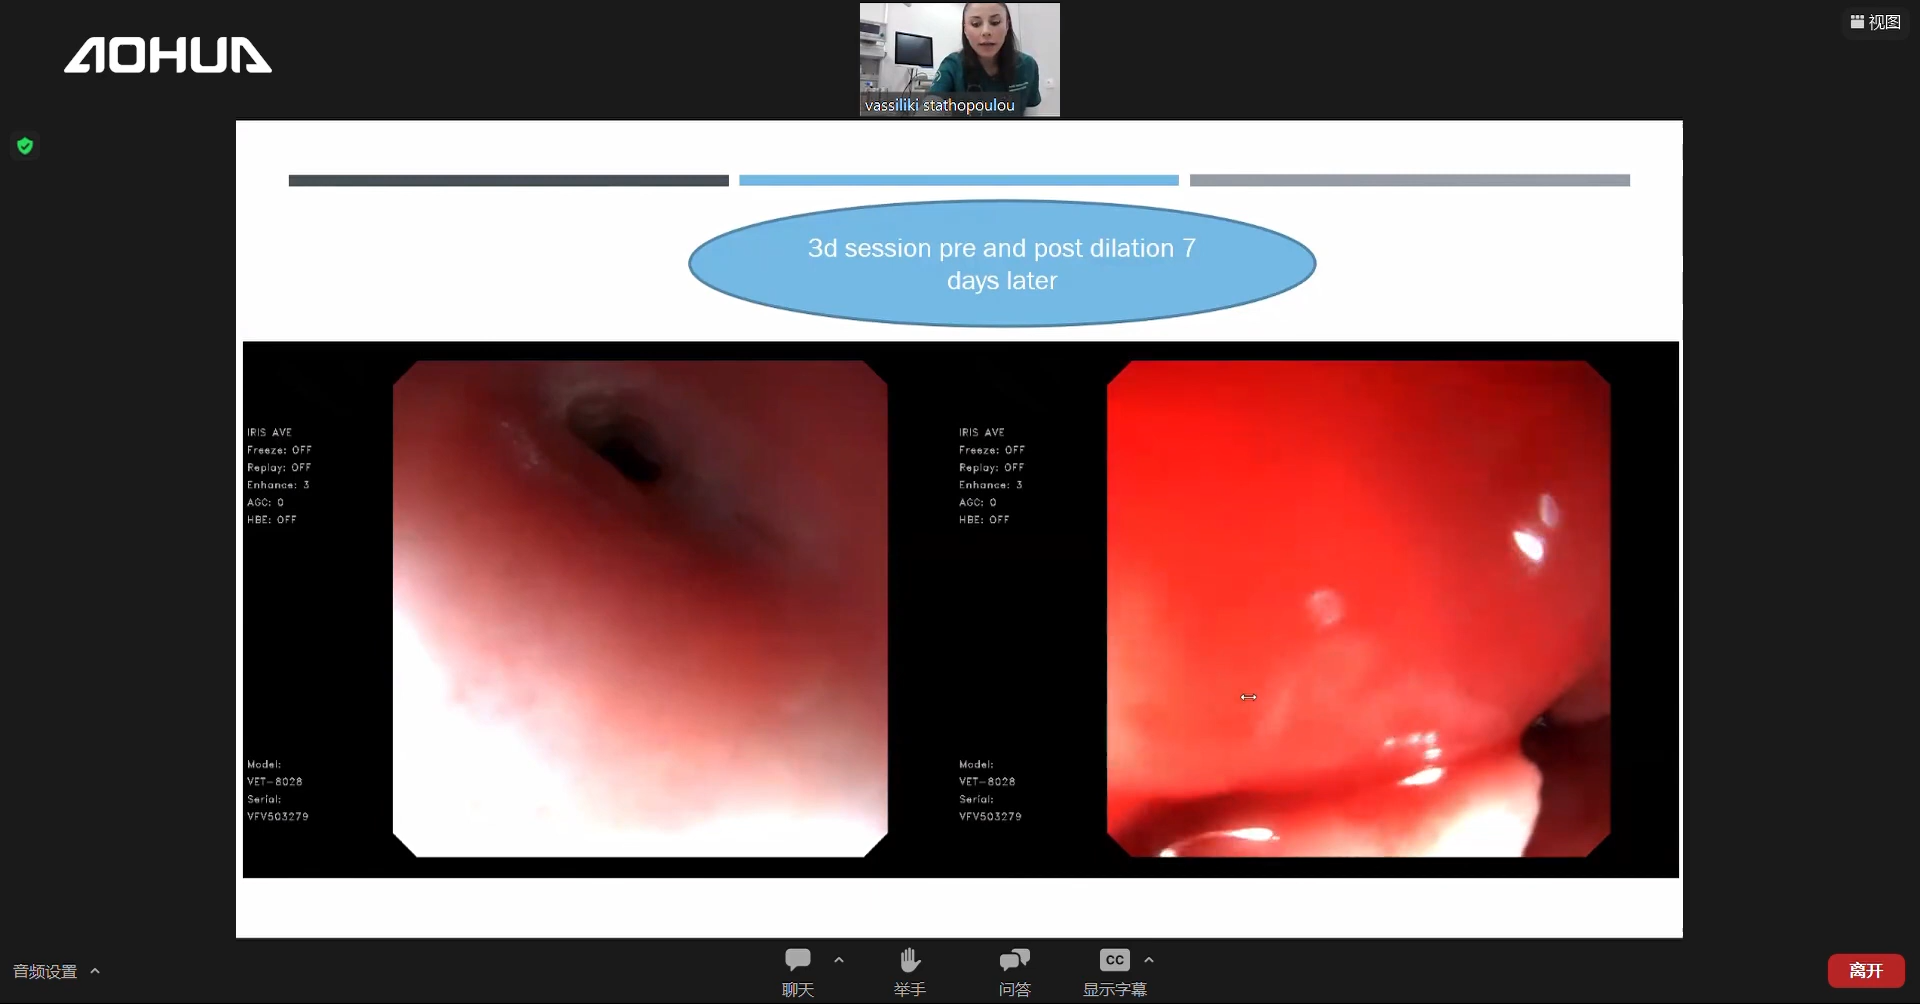 AOHUA
vassiliki stathopoulou
视图
3d session pre and post dilation 7
days later
IRIS AVE
Freeze: OFF
Replay: OFF
Enhance: 3
AGC: 0
HBE: OFF
Model:
VET-8028
Serial:
VFV503279
IRIS AVE
Freeze: OFF
Replay: OFF
Enhance: 3
AGC: 0
HBE: OFF
Model:
VET-8028
Serial:
VFV503279
音频设置
聊天
举手
问答
CC
显示字幕
离开